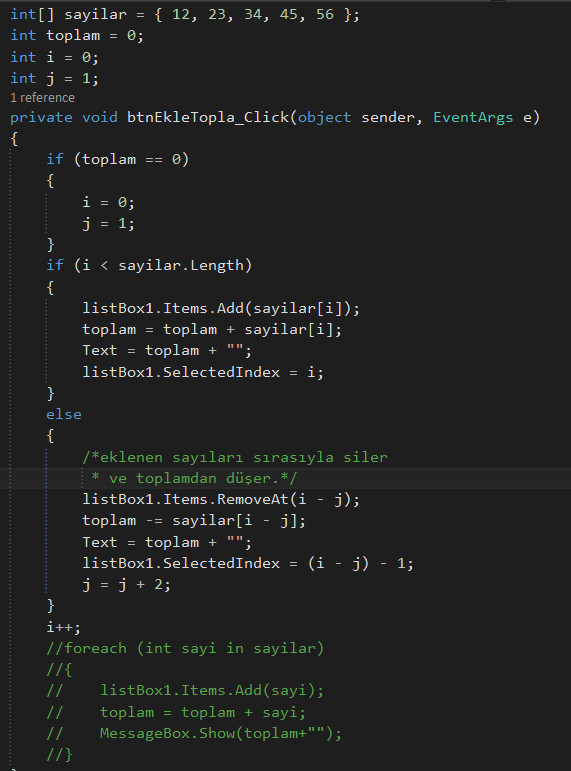 int[] sayilar = { 12, 23, 34, 45, 56 };
int toplam = 0;
int i = 0;
int j = 1;
1 reference
private void btnEkleTopla_Click(object sender, EventArgs e)
{
    if (toplam == 0)
    {
        i = 0;
        j = 1;
    }
    if (i < sayilar.Length)
    {
        listBox1.Items.Add(sayilar[i]);
        toplam = toplam + sayilar[i];
        Text = toplam + "";
        listBox1.SelectedIndex = i;
    }
    else
    {
        /*eklenen sayıları sırasıyla siler
         * ve toplamdan düşer.*/
        listBox1.Items.RemoveAt(i - j);
        toplam -= sayilar[i - j];
        Text = toplam + "";
        listBox1.SelectedIndex = (i - j) - 1;
        j = j + 2;
    }
    i++;
    //foreach (int sayi in sayilar)
    //{
    //    listBox1.Items.Add(sayi);
    //    toplam = toplam + sayi;
    //    MessageBox.Show(toplam+"");
    //}